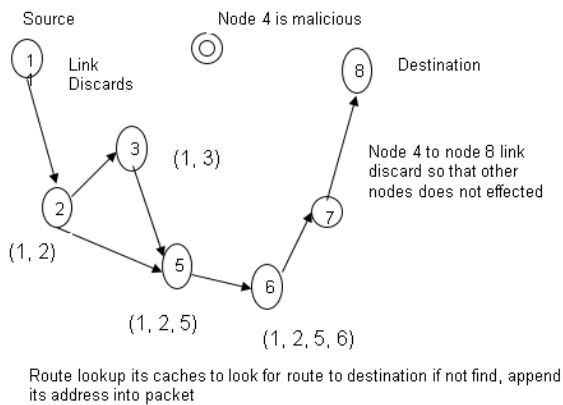 Source
Node 4 is malicious
1
1
Link
Discards
8
Destination
3
(1, 3)
Node 4 to node 8 link
discard so that other
nodes does not effected
2
7
(1, 2)
5
6
(1, 2, 5)
(1, 2, 5, 6)
Route lookup its caches to look for route to destination if not find, append
its address into packet